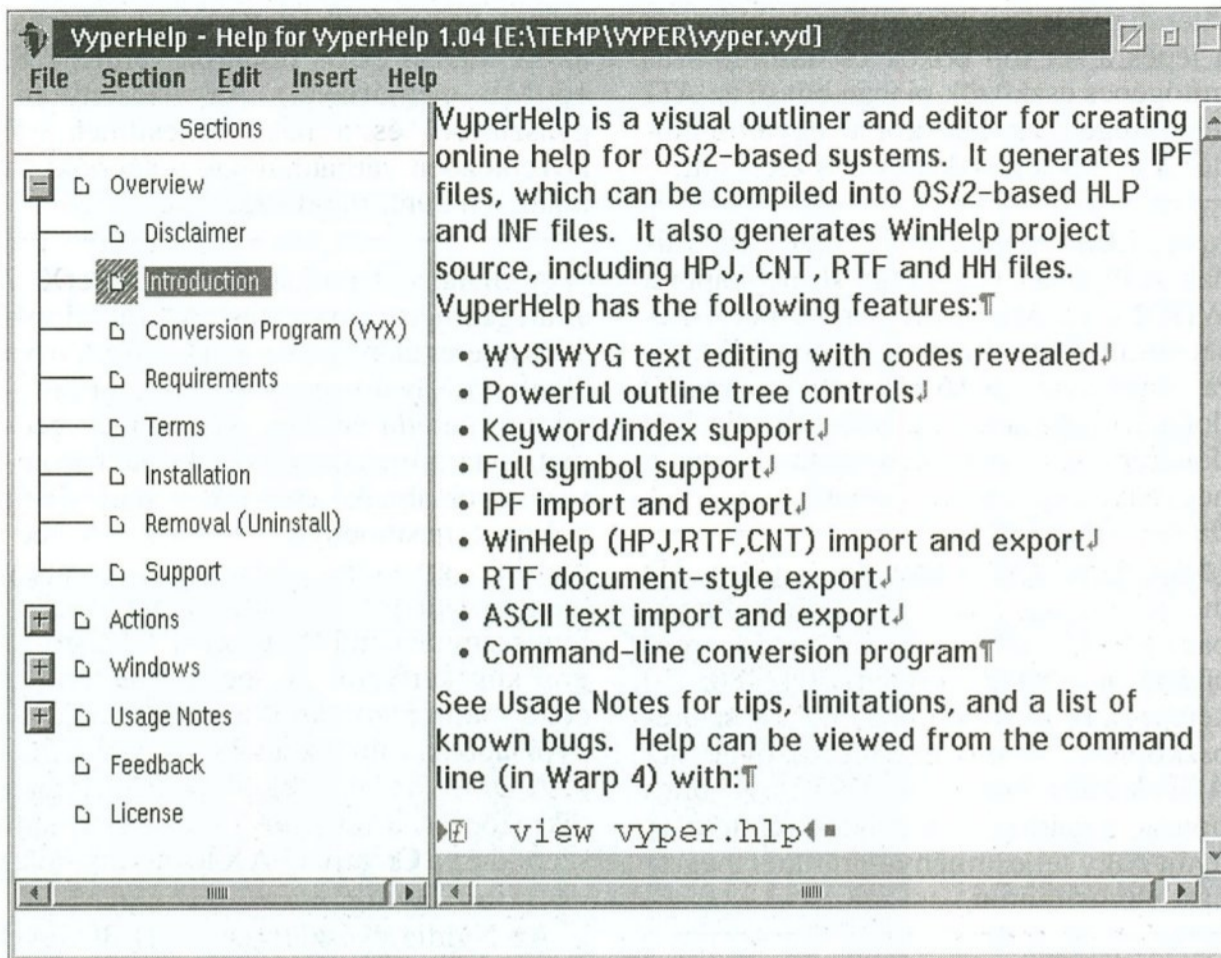 VyperHelp - Help for VyperHelp 1.04 [E:\TEMP\VYPER\vyper.vyd]
File Section Edit Insert Help
Sections
Overview
Disclaimer
Introduction
Conversion Program (VYX)
Requirements
Terms
Installation
Removal (Uninstall)
Support
Actions
Windows
Usage Notes
Feedback
License
VyperHelp is a visual outliner and editor for creating
online help for OS/2-based systems. It generates IPF
files, which can be compiled into OS/2-based HLP
and INF files. It also generates WinHelp project
source, including HPJ, CNT, RTF and HH files.
VyperHelp has the following features:¶
• WYSIWYG text editing with codes revealed↲
• Powerful outline tree controls↲
• Keyword/index support↲
• Full symbol support↲
• IPF import and export↲
• WinHelp (HPJ,RTF,CNT) import and export↲
• RTF document-style export↲
• ASCII text import and export↲
• Command-line conversion program¶
See Usage Notes for tips, limitations, and a list of
known bugs. Help can be viewed from the command
line (in Warp 4) with:¶
view vyper.hlp